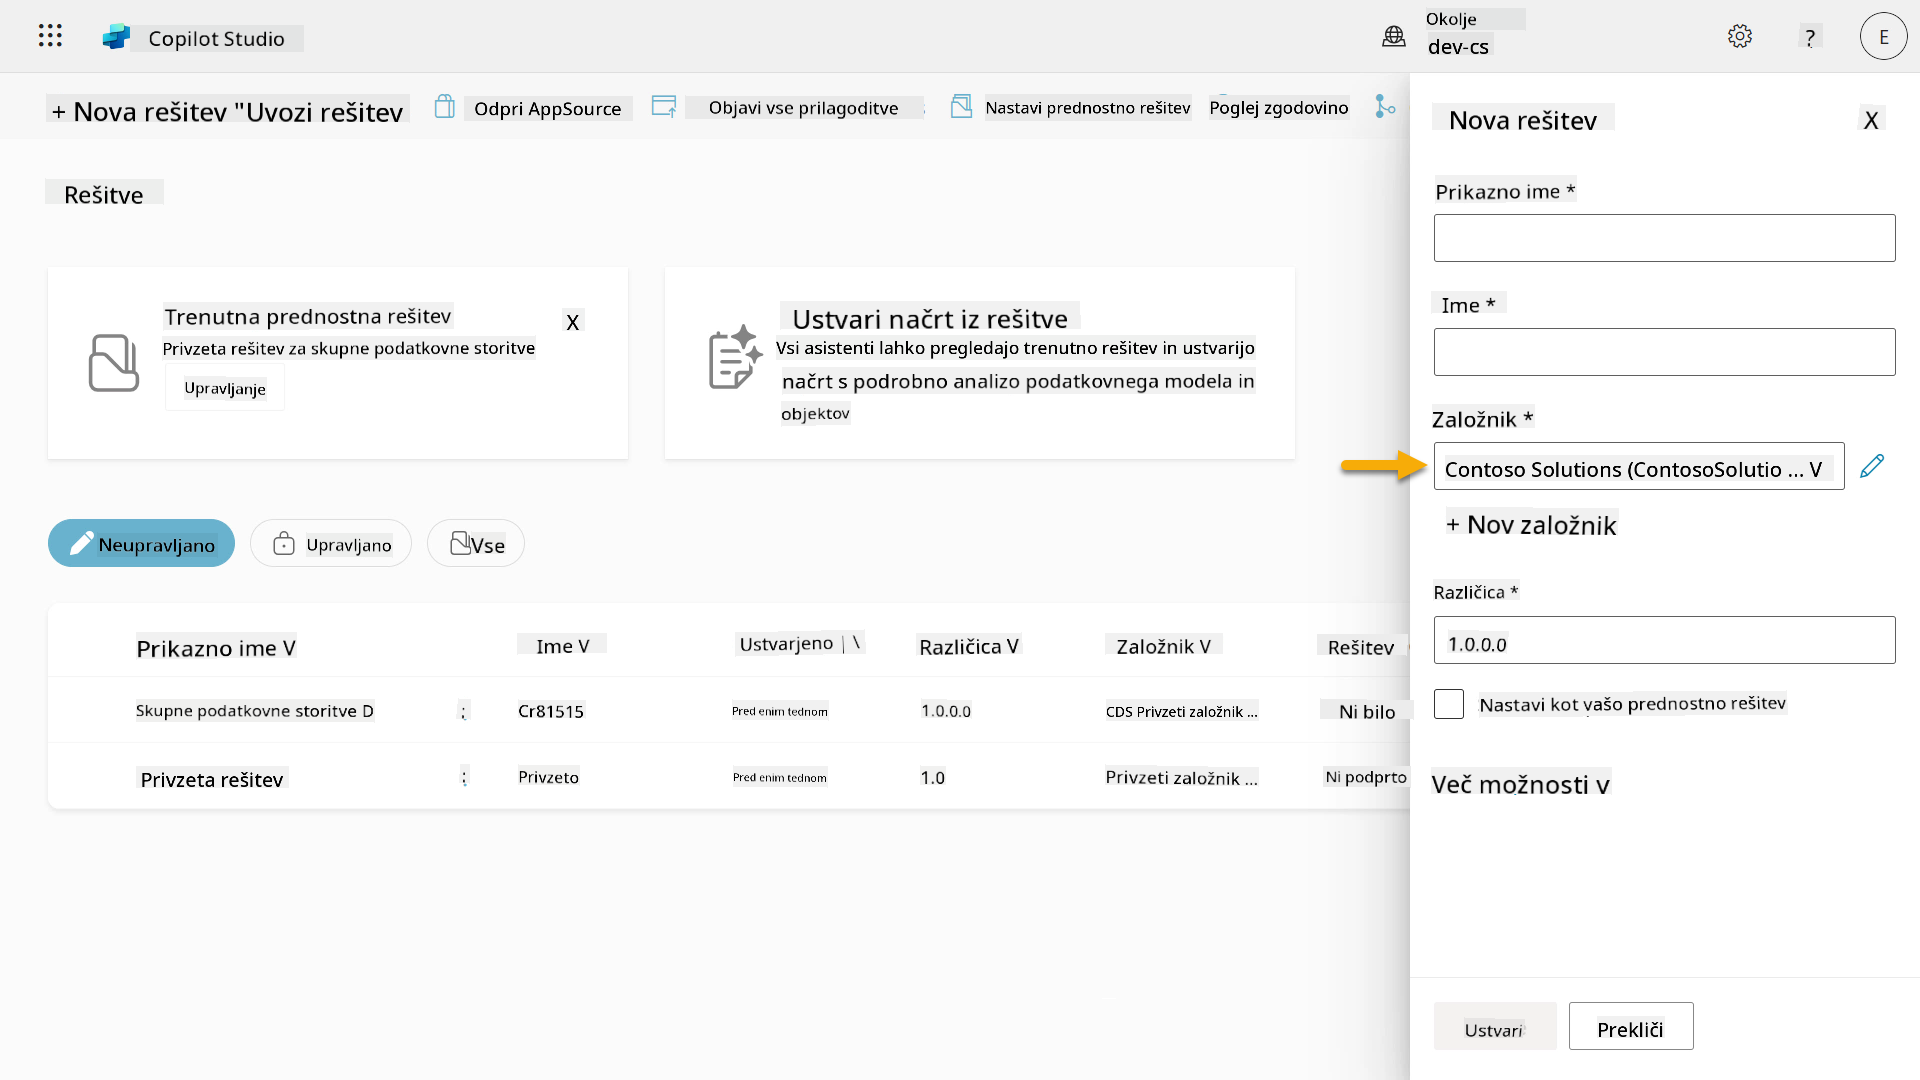 Copilot Studio
Okolje
dev-cs
?
E
+ Nova rešitev "Uvozi rešitev
Odpri AppSource
Objavi vse prilagoditve
Nastavi prednostno rešitev
Poglej zgodovino
Rešitve
Trenutna prednostna rešitev
X
Privzeta rešitev za skupne podatkovne storitve
Upravljanje
Ustvari načrt iz rešitve
Vsi asistenti lahko pregledajo trenutno rešitev in ustvarijo
načrt s podrobno analizo podatkovnega modela in
objektov
Neupravljano
Upravljano
Vse
Prikazno ime V
Ime V
Ustvarjeno | \
Različica V
Založnik V
Rešitev
Skupne podatkovne storitve D
:
Cr81515
Pred enim tednom
1.0.0.0
CDS Privzeti založnik ...
Ni bilo
Privzeta rešitev
:
Privzeto
Pred enim tednom
1.0
Privzeti založnik ...
Ni podprto
Nova rešitev
X
Prikazno ime *
Ime *
Založnik *
Contoso Solutions (ContosoSolutio ... V
+ Nov založnik
Različica *
1.0.0.0
Nastavi kot vašo prednostno rešitev
Več možnosti v
Ustvari
Prekliči